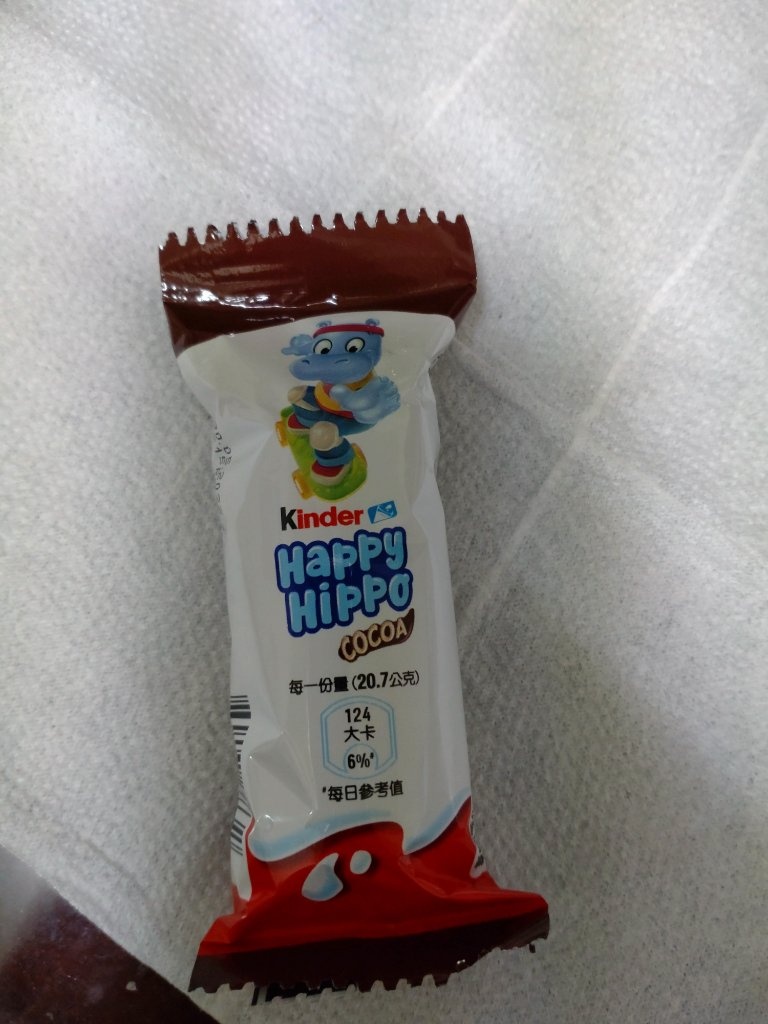 Kinder
Happy
Hippo
COCOA
每一份量 (20.7公克)
124
大卡
6%*
*每日參考值